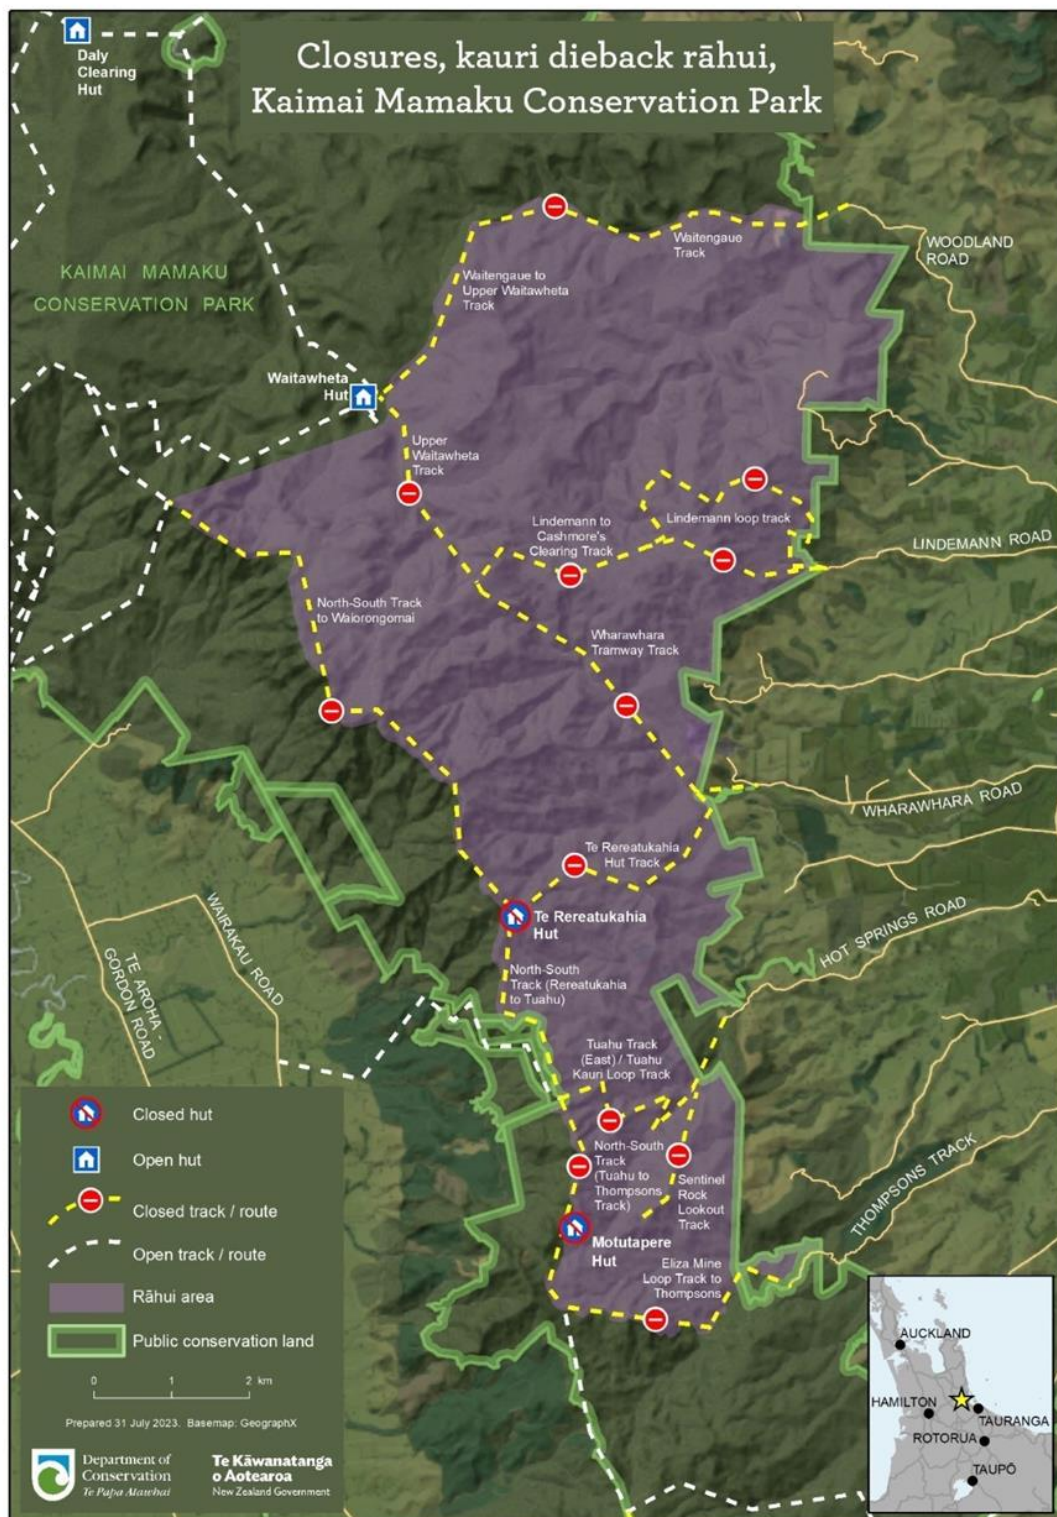 Closures, kauri dieback rāhui,
Kaimai Mamaku Conservation Park
Daly
Clearing
Hut
KAIMAI MAMAKU
CONSERVATION PARK
Waitengaue
Track
WOODLAND
ROAD
Waitengaue to
Upper Waitawheta
Track
Waitawheta
Hut
Upper
Waitawheta
Track
Lindemann to
Cashmore's
Clearing Track
Lindemann loop track
LINDEMANN ROAD
North-South Track
to Waiorongomai
Wharawhara
Tramway Track
WHARAWHARA ROAD
Te Rereatukahia
Hut Track
Te Rereatukahia
Hut
WAIRAKAU ROAD
TE AROHA -
GORDON ROAD
HOT SPRINGS ROAD
North-South
Track (Rereatukahia
to Tuahu)
Tuahu Track
(East) / Tuahu
Kauri Loop Track
North-South
Track
(Tuahu to
Thompsons
Track)
Sentinel
Rock
Lookout
Track
THOMPSONS TRACK
Motutapere
Hut
Eliza Mine
Loop Track to
Thompsons
Closed hut
Open hut
Closed track / route
Open track / route
Rāhui area
Public conservation land
0 1 2 km
Prepared 31 July 2023. Basemap: GeographX
Department of
Conservation
Te Papa Atawhai
Te Kāwanatanga
o Aotearoa
New Zealand Government
AUCKLAND
HAMILTON
TAURANGA
ROTORUA
TAUPŌ